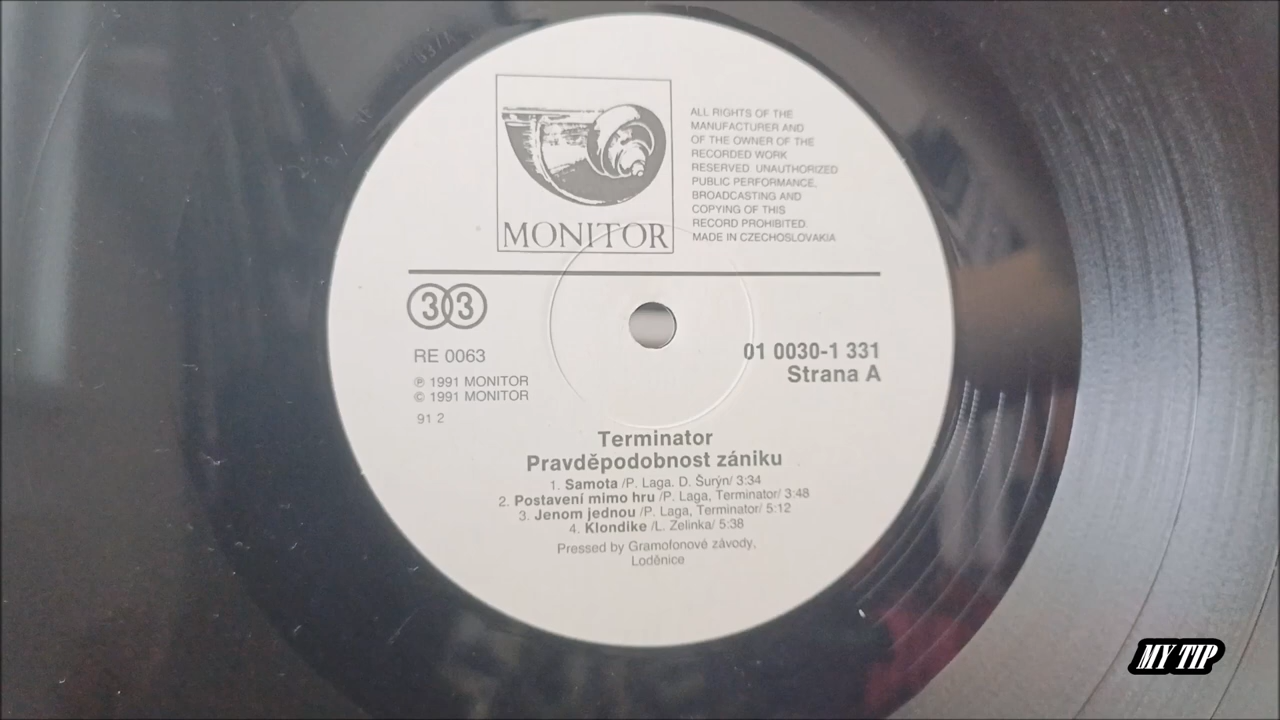 MONITOR
ALL RIGHTS OF THE
MANUFACTURER AND
OF THE OWNER OF THE
RECORDED WORK
RESERVED. UNAUTHORIZED
PUBLIC PERFORMANCE,
BROADCASTING AND
COPYING OF THIS
RECORD PROHIBITED.
MADE IN CZECHOSLOVAKIA
33
RE 0063
℗ 1991 MONITOR
© 1991 MONITOR
91 2
01 0030-1 331
Strana A
Terminator
Pravděpodobnost zániku
1. Samota /P. Laga. D. Šurýn/ 3:34
2. Postavení mimo hru /P. Laga, Terminator/ 3:48
3. Jenom jednou /P. Laga, Terminator/ 5:12
4. Klondike /L. Zelinka/ 5:38
Pressed by Gramofonové závody,
Loděnice
MY TIP